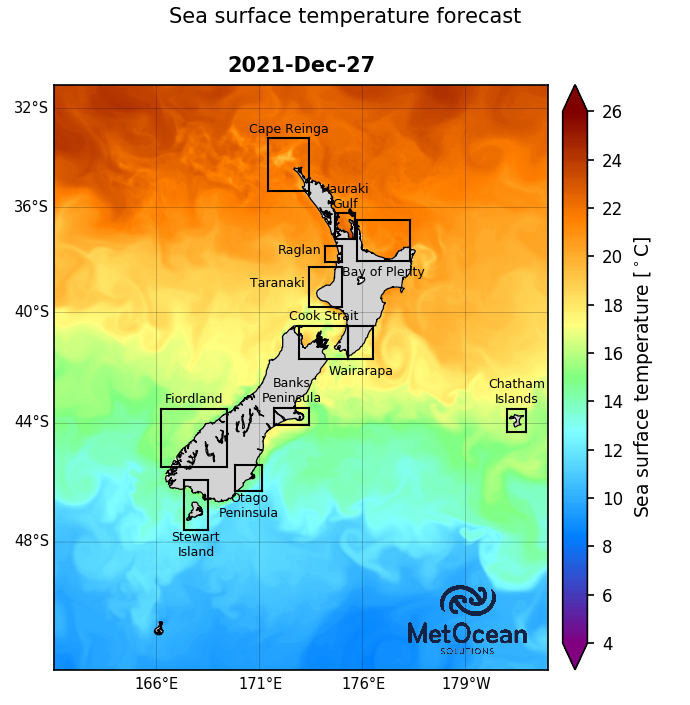 Sea surface temperature forecast
2021-Dec-27
32°S
36°S
40°S
44°S
48°S
Cape Reinga
Hauraki
Gulf
Raglan
Bay of Plenty
Taranaki
Cook Strait
Wairarapa
Banks
Peninsula
Fiordland
Chatham
Islands
Otago
Peninsula
Stewart
Island
MetOcean
SOLUTIONS
166°E
171°E
176°E
179°W
26
24
22
20
18
16
14
12
10
8
6
4
Sea surface temperature [°C]